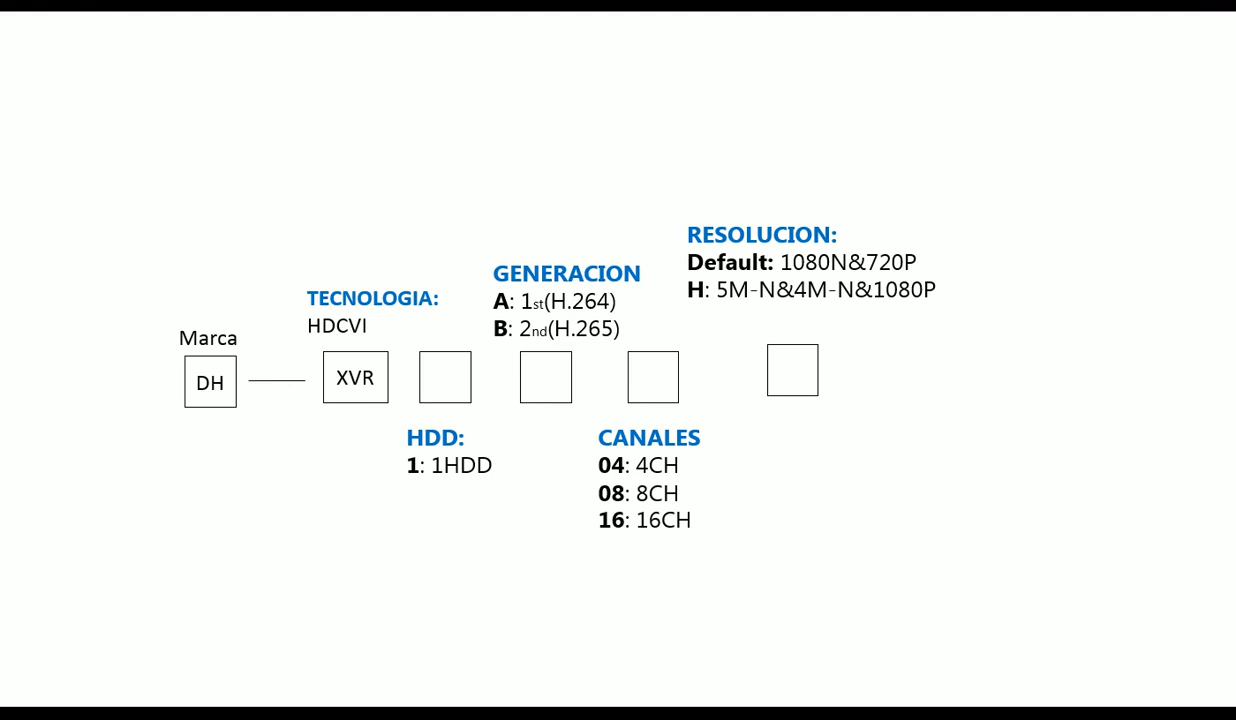 Marca
DH
TECNOLOGIA:
HDCVI
XVR
HDD:
1: 1HDD
GENERACION
A: 1st(H.264)
B: 2nd(H.265)
CANALES
04: 4CH
08: 8CH
16: 16CH
RESOLUCION:
Default: 1080N&720P
H: 5M-N&4M-N&1080P